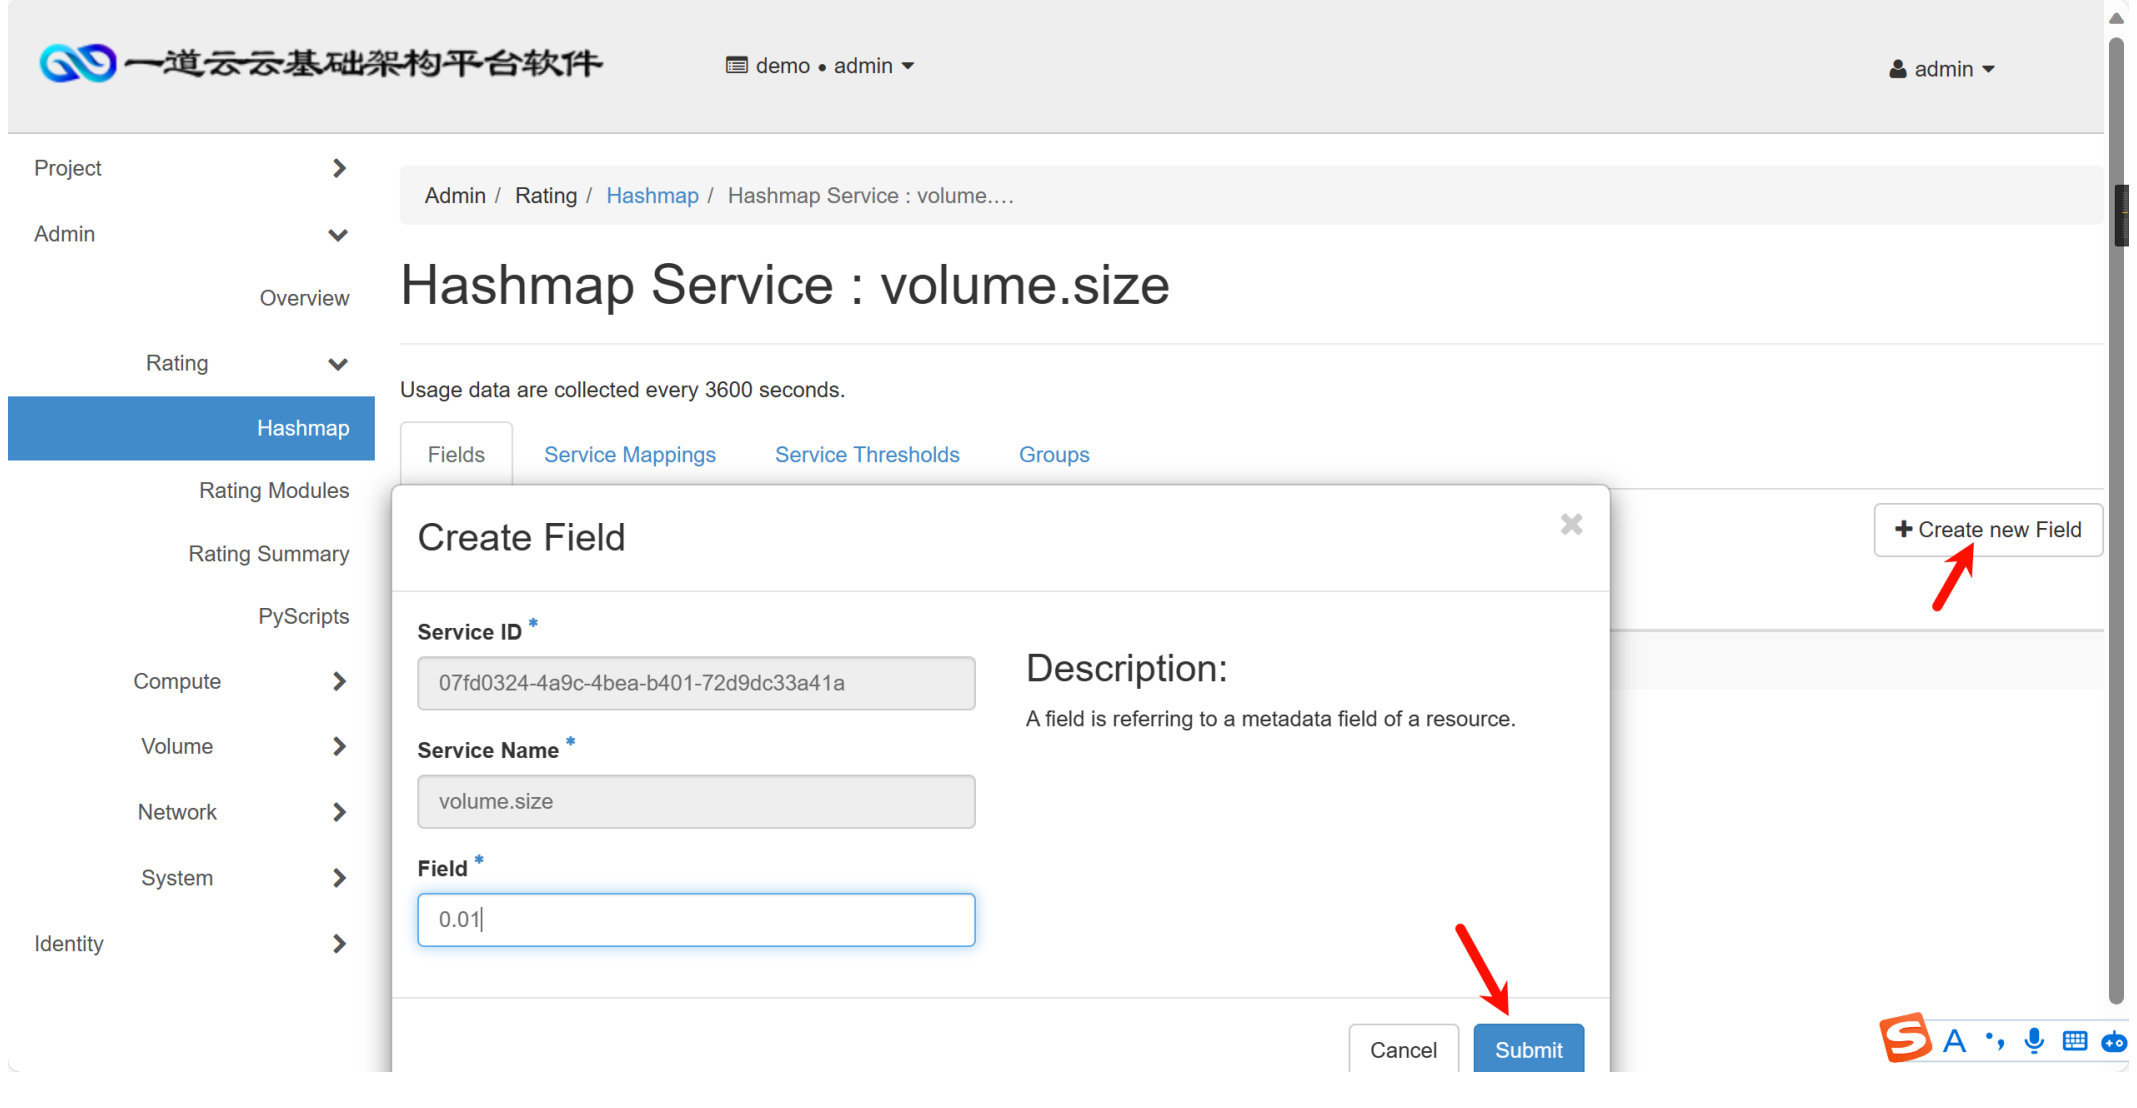 一道云云基础架构平台软件
demo • admin
admin
Project
Admin
Overview
Rating
Hashmap
Rating Modules
Rating Summary
PyScripts
Compute
Volume
Network
System
Identity
Admin / Rating / Hashmap / Hashmap Service : volume.…
Hashmap Service : volume.size
Usage data are collected every 3600 seconds.
Fields Service Mappings Service Thresholds Groups
+ Create new Field
Create Field
×
Service ID *
07fd0324-4a9c-4bea-b401-72d9dc33a41a
Service Name *
volume.size
Field *
0.01
Description:
A field is referring to a metadata field of a resource.
Cancel Submit
S A